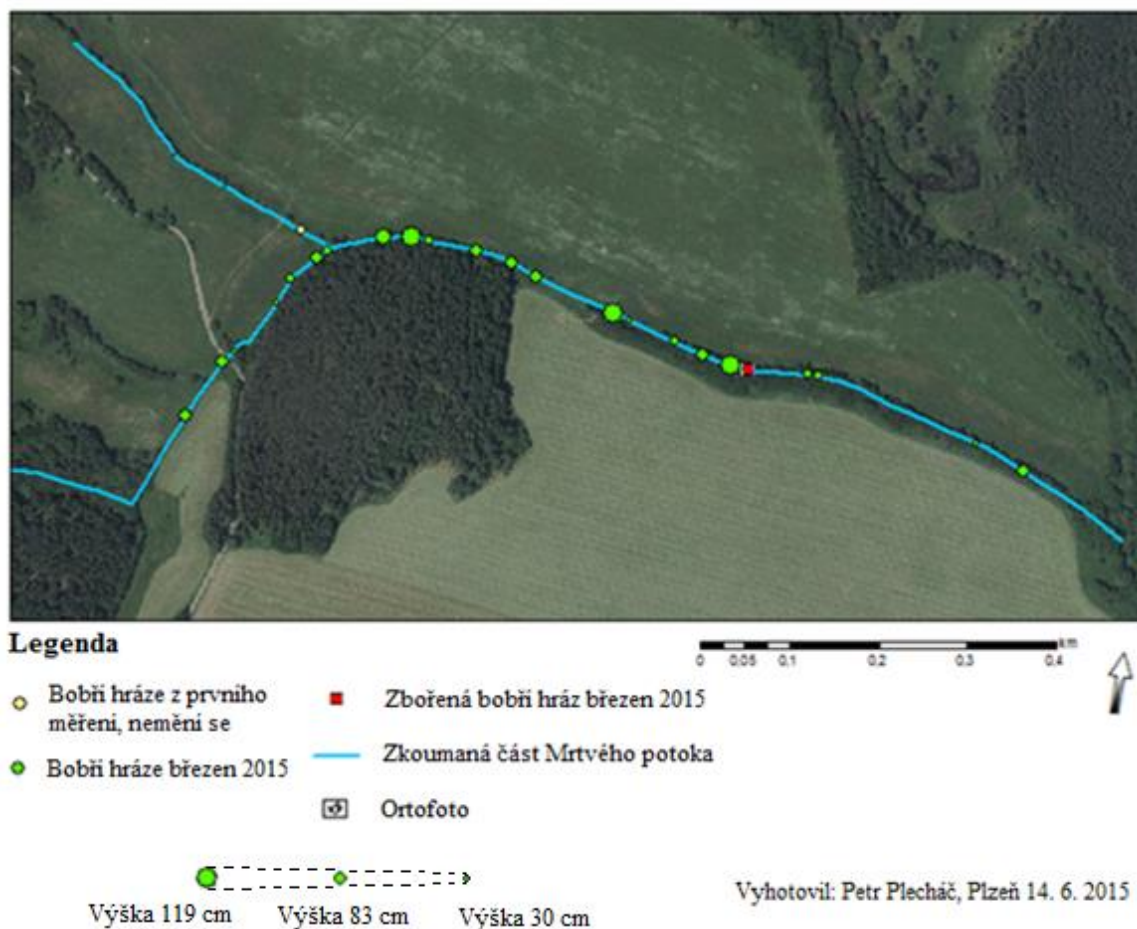 Legenda
km
0 0,05 0,1 0,2 0,3 0,4
Bobří hráze z prvního
měření, nemění se
Bobří hráze březen 2015
Zbořená bobří hráz březen 2015
Zkoumaná část Mrtvého potoka
Ortofoto
Výška 119 cm
Výška 83 cm
Výška 30 cm
Vyhotovil: Petr Plecháč, Plzeň 14. 6. 2015